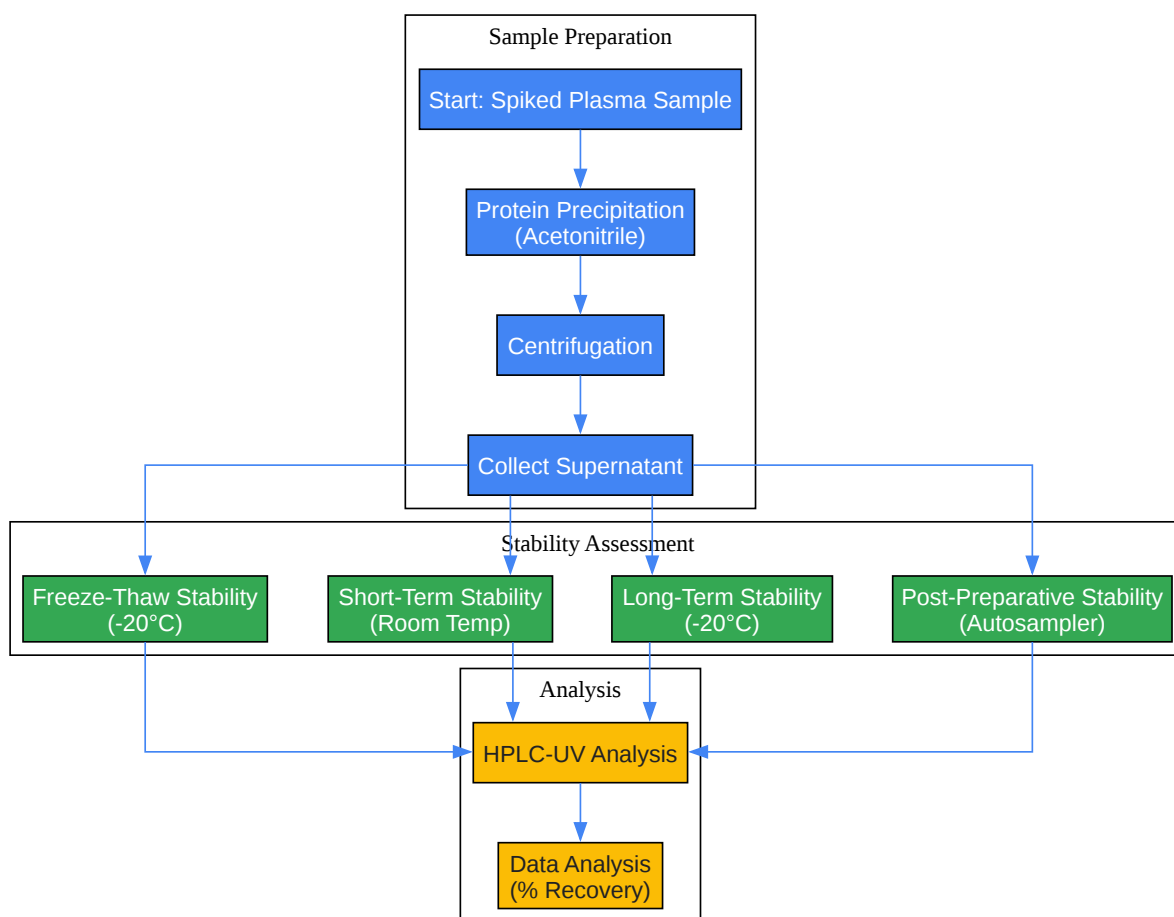 Sample Preparation
Start: Spiked Plasma Sample
Protein Precipitation
(Acetonitrile)
Centrifugation
Collect Supernatant
Stability Assessment
Freeze-Thaw Stability
(-20°C)
Short-Term Stability
(Room Temp)
Long-Term Stability
(-20°C)
Post-Preparative Stability
(Autosampler)
Analysis
HPLC-UV Analysis
Data Analysis
(% Recovery)